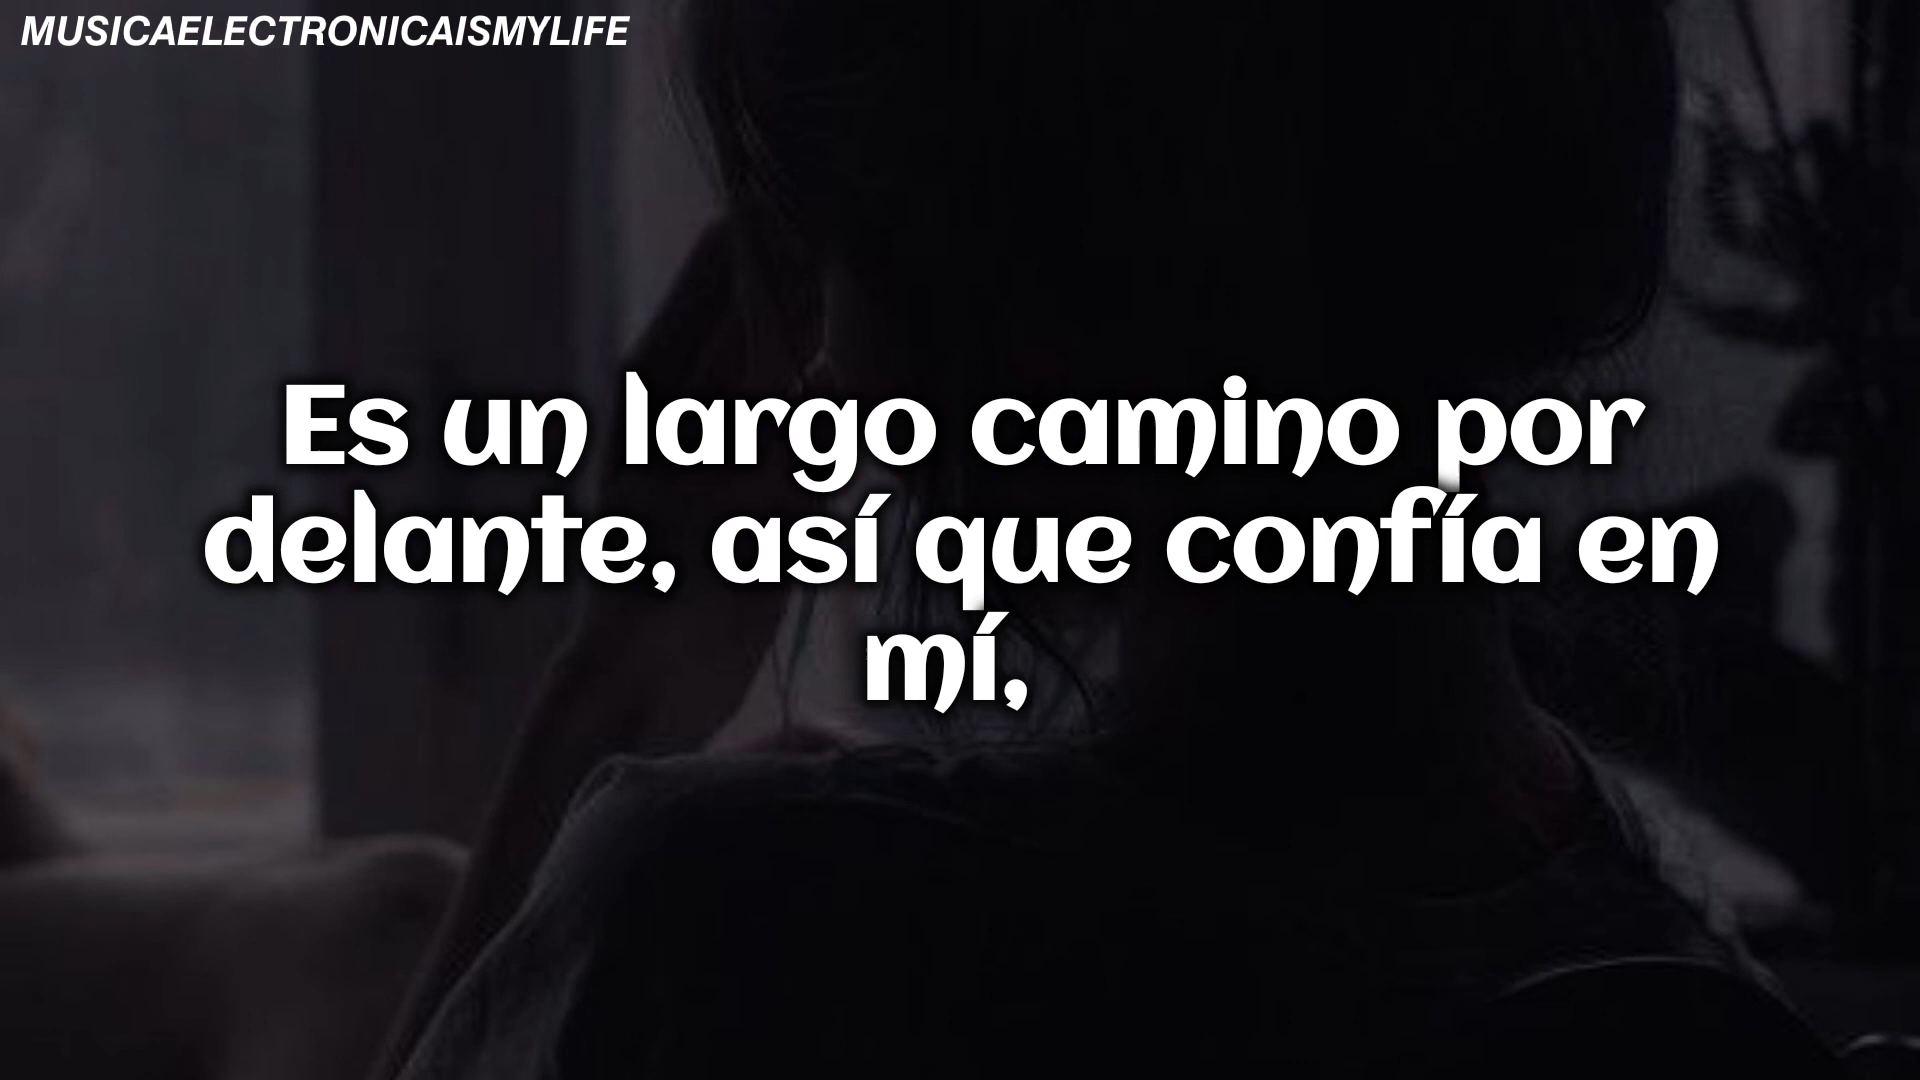 MUSICAELECTRONICAISMYLIFE
Es un largo camino por
delante, así que confía en
mí,